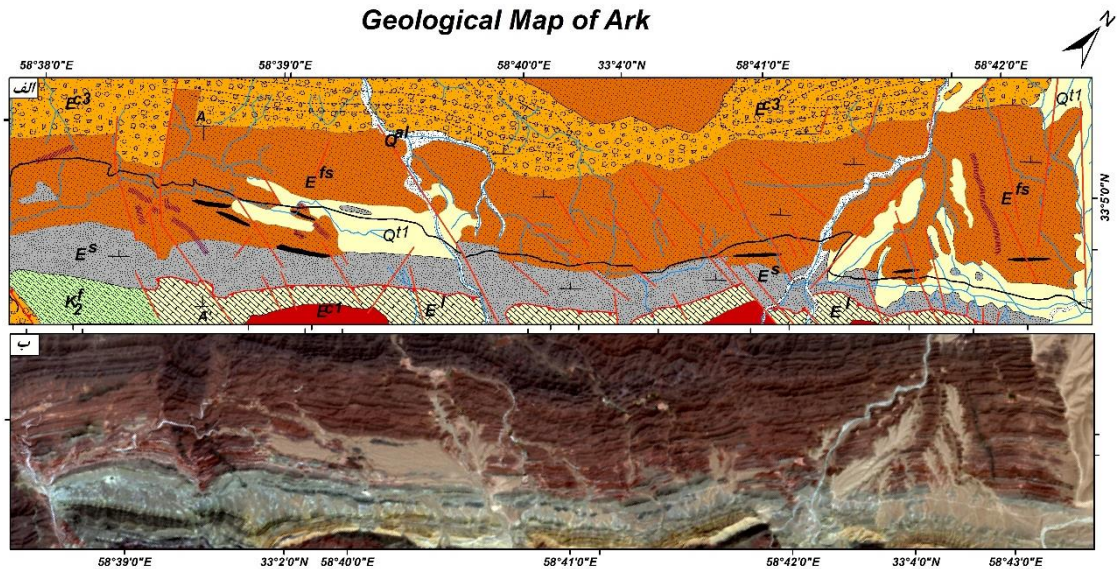 Geological Map of Ark
N
58°38'0"E 58°39'0"E 58°40'0"E 33°4'0"N 58°41'0"E 58°42'0"E
الف
Ec3
A
Qal
Ec3
Qt1
Efs
Efs
33°5'0"N
Qt1
Es
Es
K2f
A'
Ec1
El
El
ب
58°39'0"E 33°2'0"N 58°40'0"E 58°41'0"E 58°42'0"E 33°4'0"N 58°43'0"E